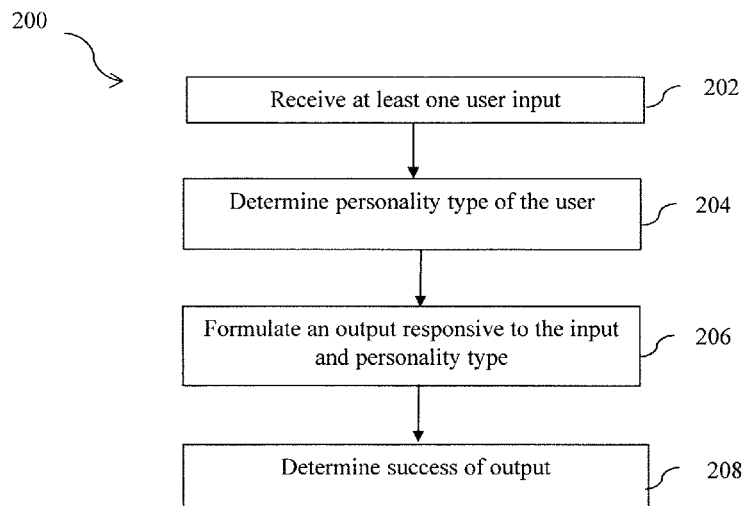 200
Receive at least one user input
202
Determine personality type of the user
204
Formulate an output responsive to the input
and personality type
206
Determine success of output
208